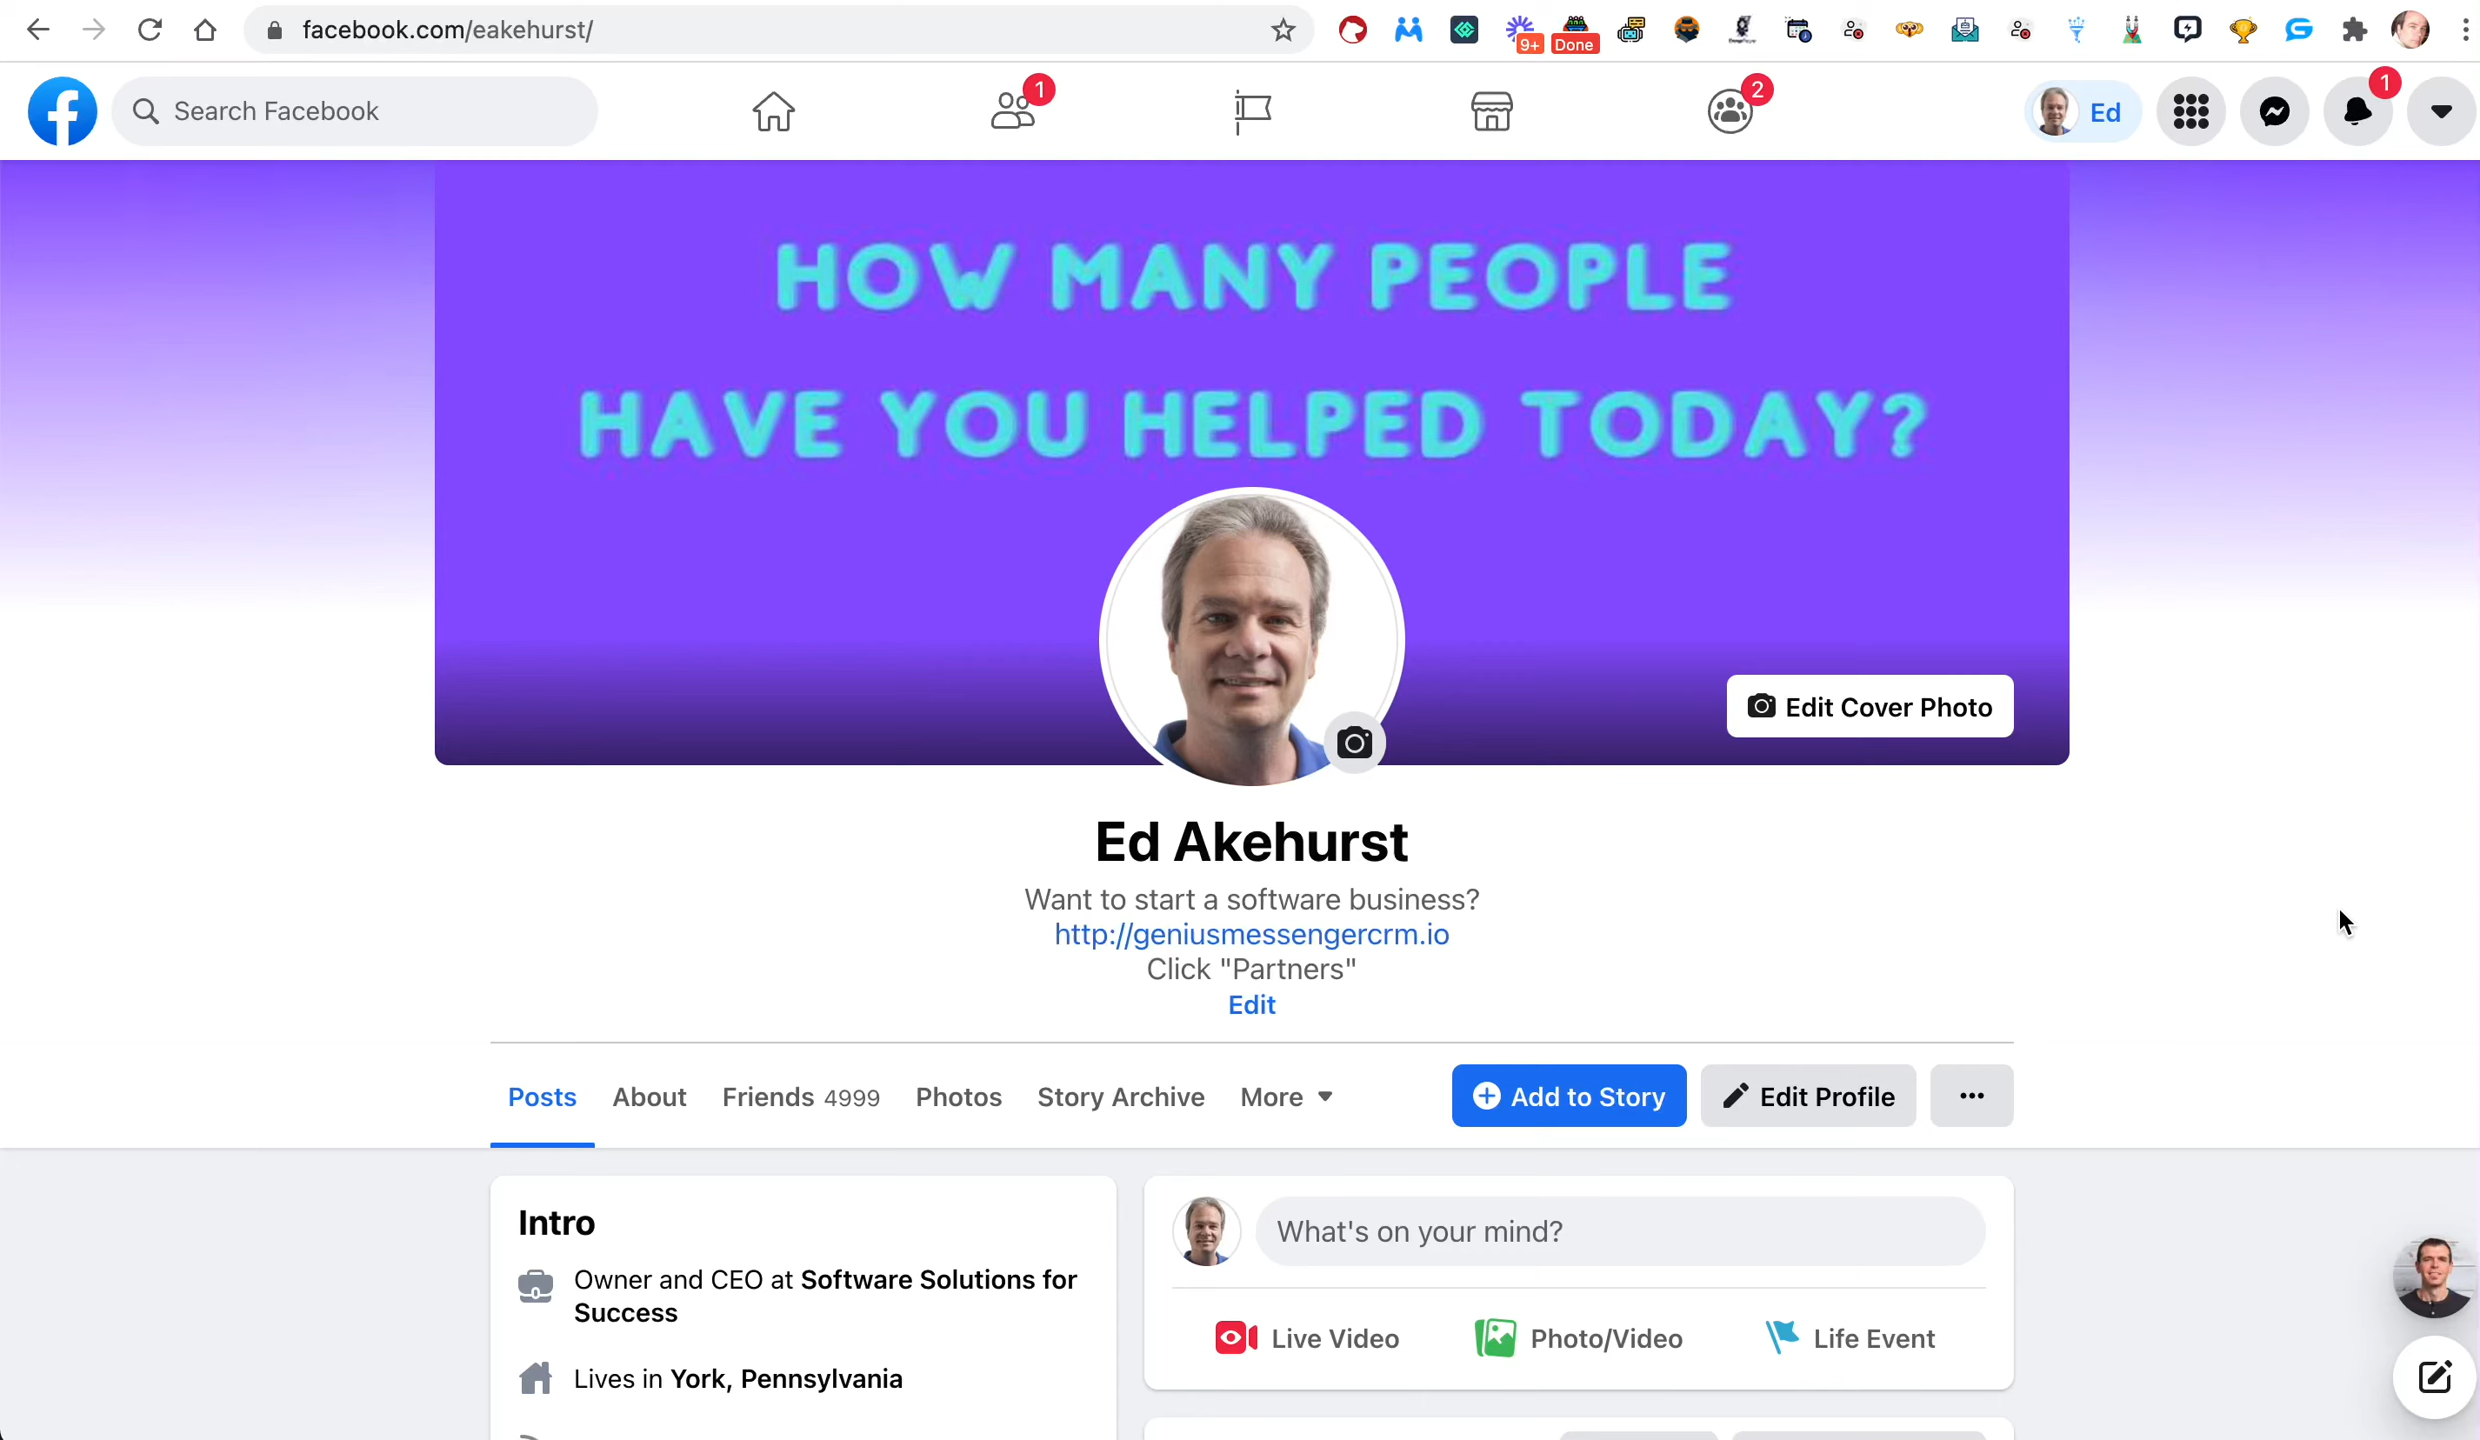 facebook.com/eakehurst/
9+
Done
Search Facebook
1
2
Ed
1
HOW MANY PEOPLE
HAVE YOU HELPED TODAY?
Edit Cover Photo
Ed Akehurst
Want to start a software business?
http://geniusmessengercrm.io
Click "Partners"
Edit
Posts
About
Friends 4999
Photos
Story Archive
More
Add to Story
Edit Profile
Intro
Owner and CEO at Software Solutions for
Success
Lives in York, Pennsylvania
What's on your mind?
Live Video
Photo/Video
Life Event